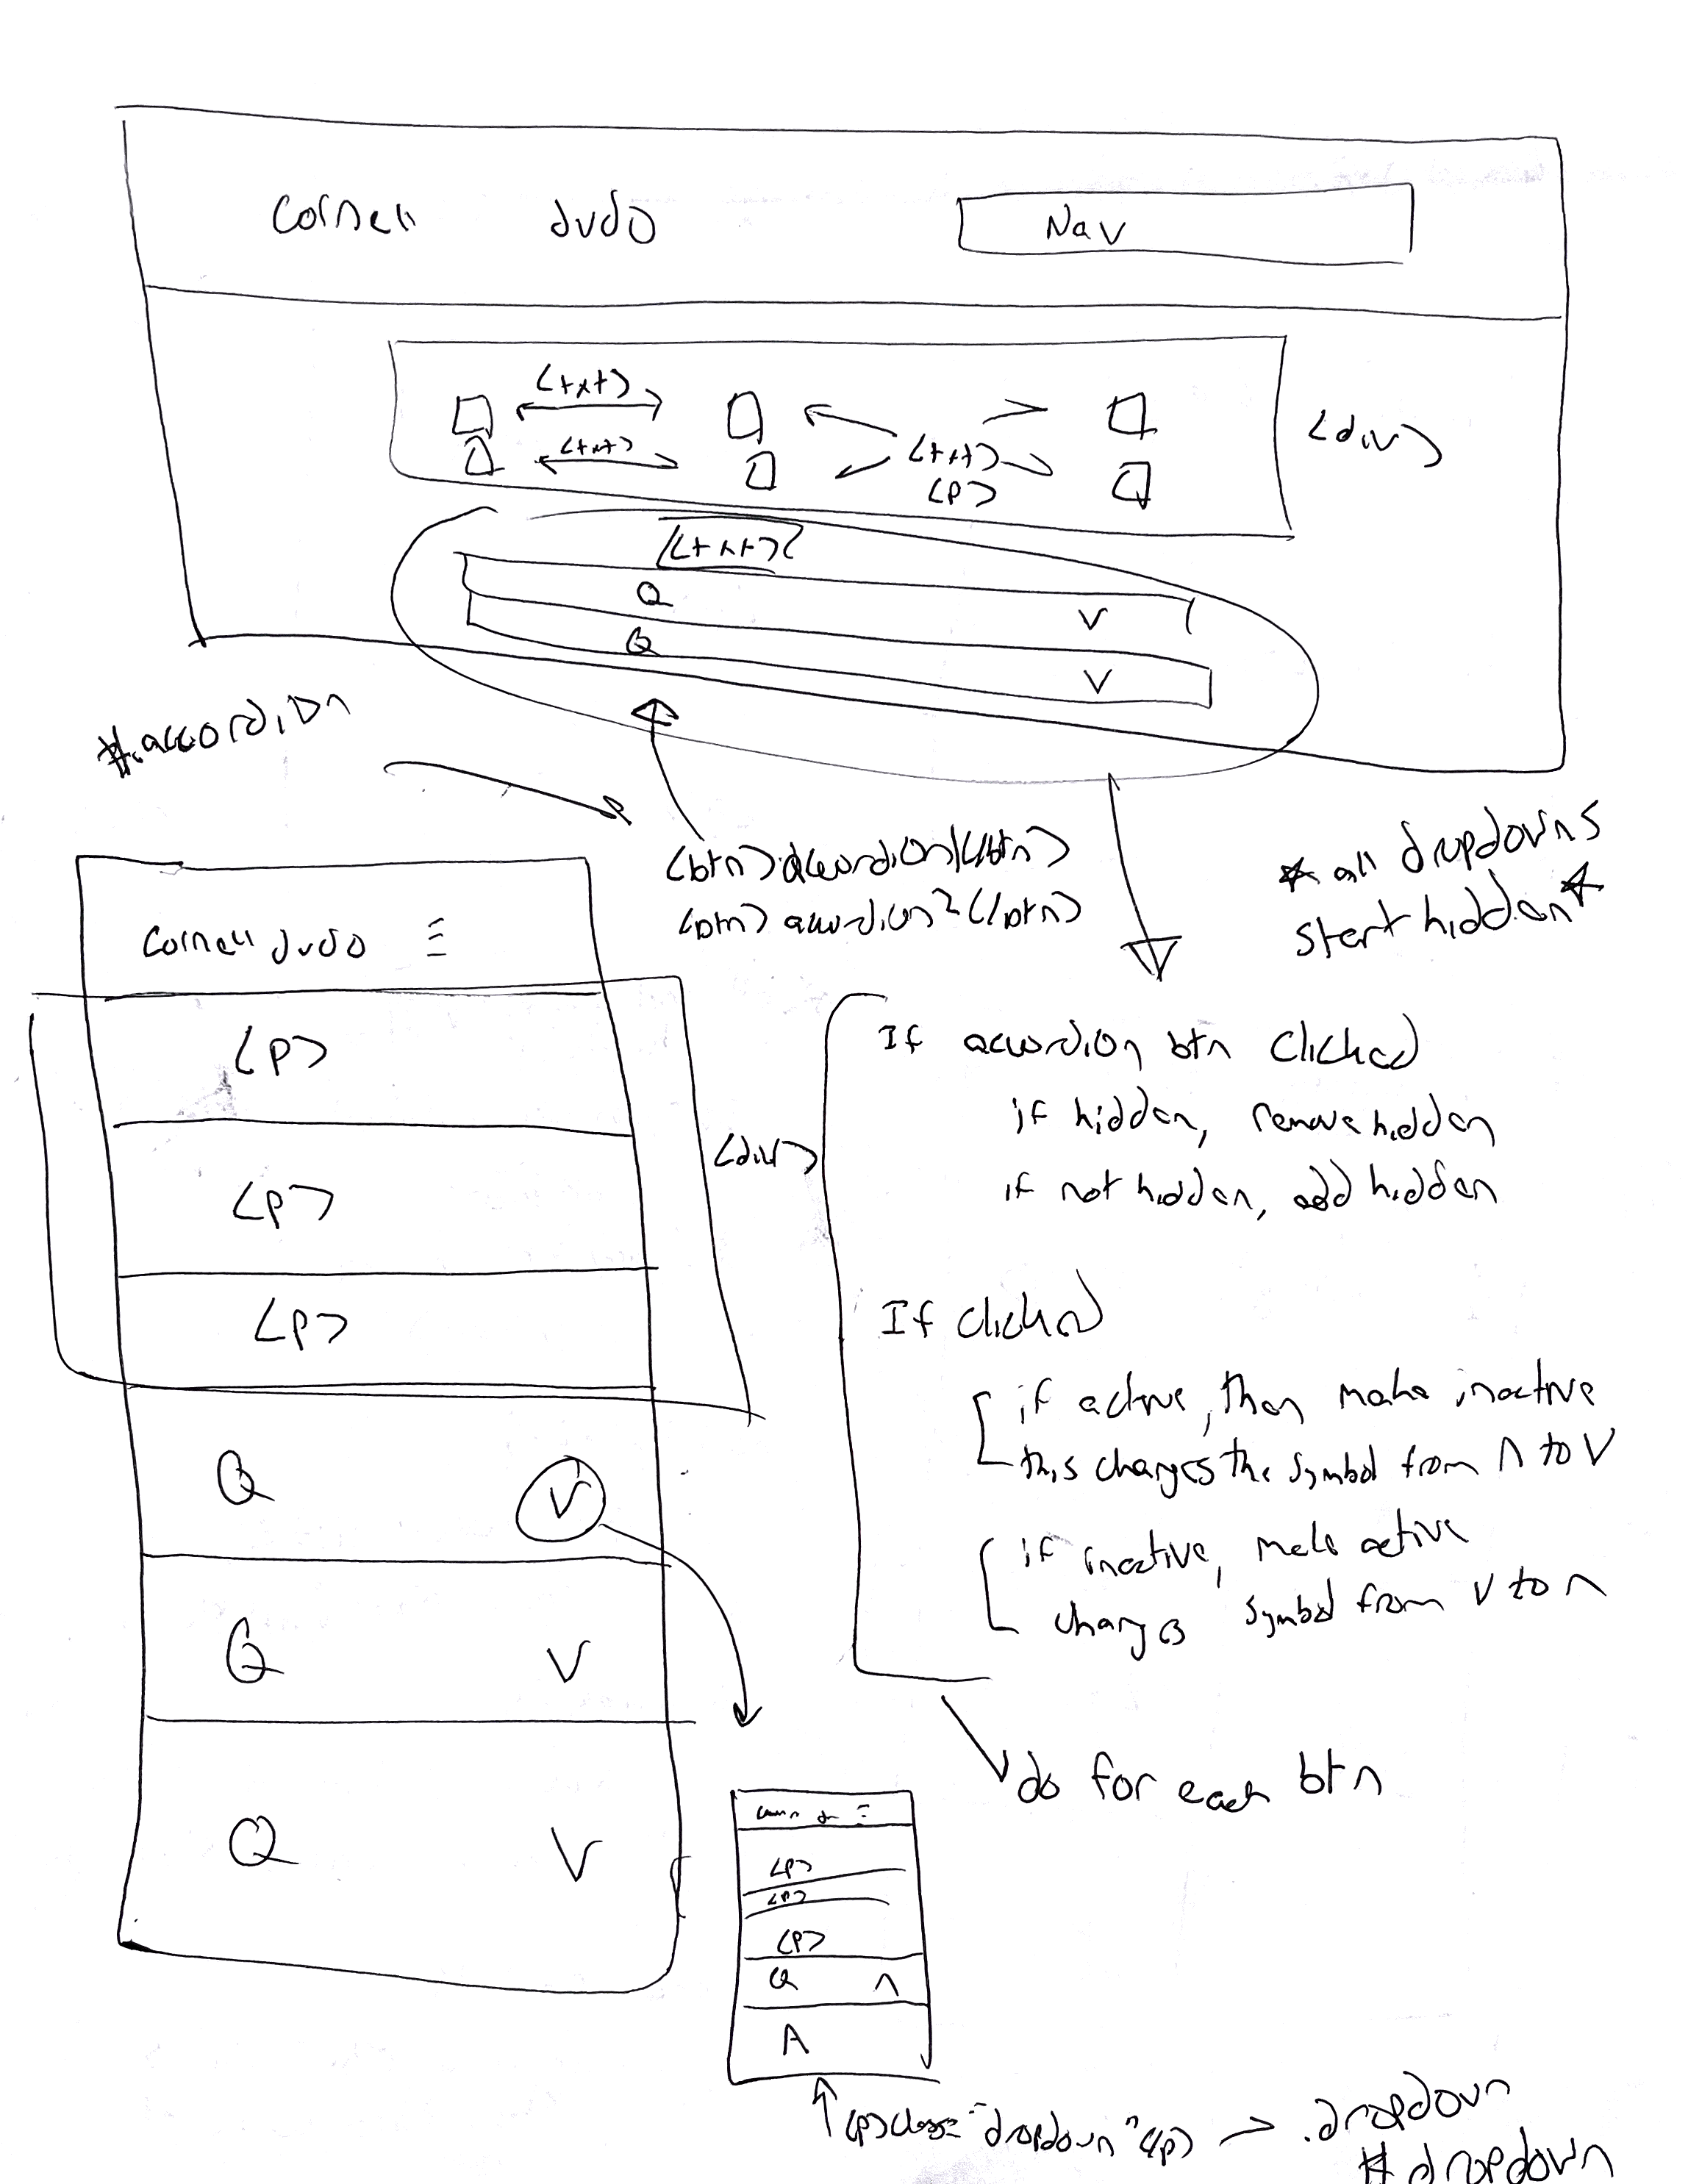 Cornell Judo
Nav
<txt>
<txt>
<txt>
<p>
<div>
<txt>
Q V
Q V
#.accordion
<btn>accordion1</btn>
<btn>accordion2</btn>
* all dropdowns
start hidden *
Cornell Judo ≡
<p>
<p>
<p>
<div>
Q V
Q V
Q V
If accordion btn clicked
if hidden, remove hidden
if not hidden, add hidden
If clicked
if active, then make inactive
this changes the symbol from Λ to V
if inactive, make active
changes symbol from V to Λ
do for each btn
≡
<p>
<p>
<p>
Q Λ
A
<p>class="dropdown"</p> → .dropdown
#dropdown